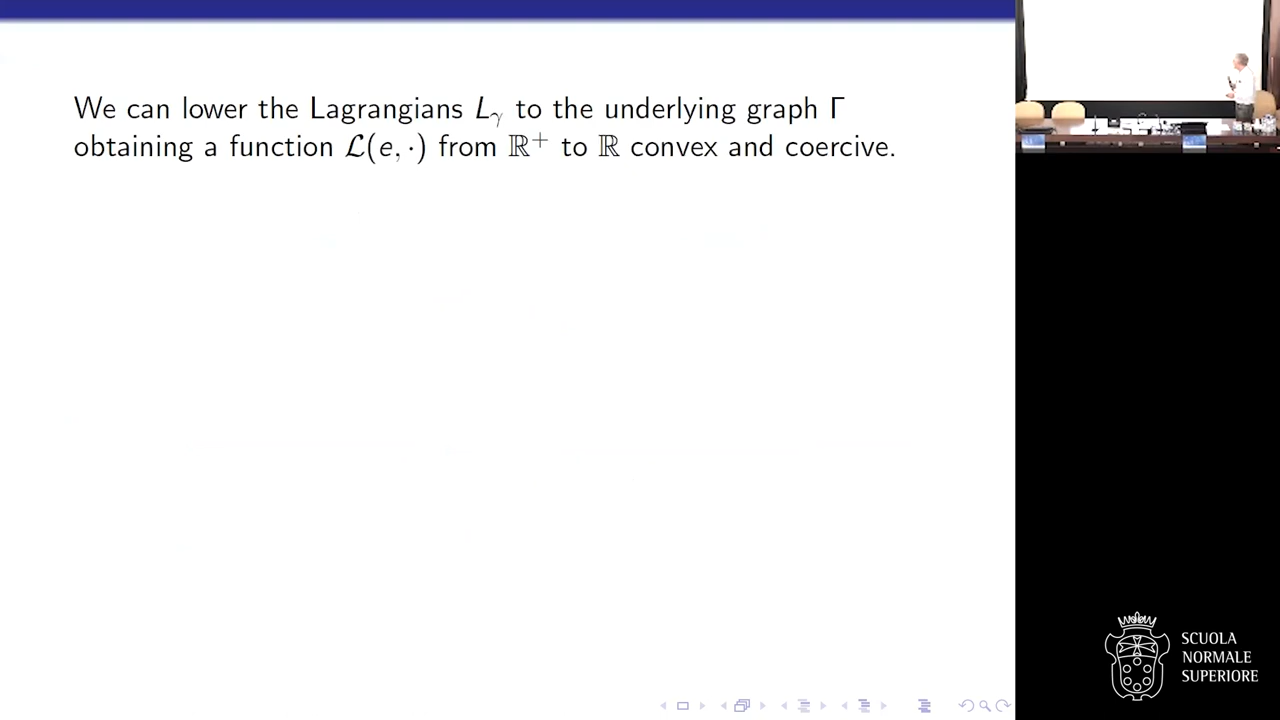 We can lower the Lagrangians L_γ to the underlying graph Γ
obtaining a function ℒ(e, ·) from ℝ⁺ to ℝ convex and coercive.
SCUOLA
NORMALE
SUPERIORE